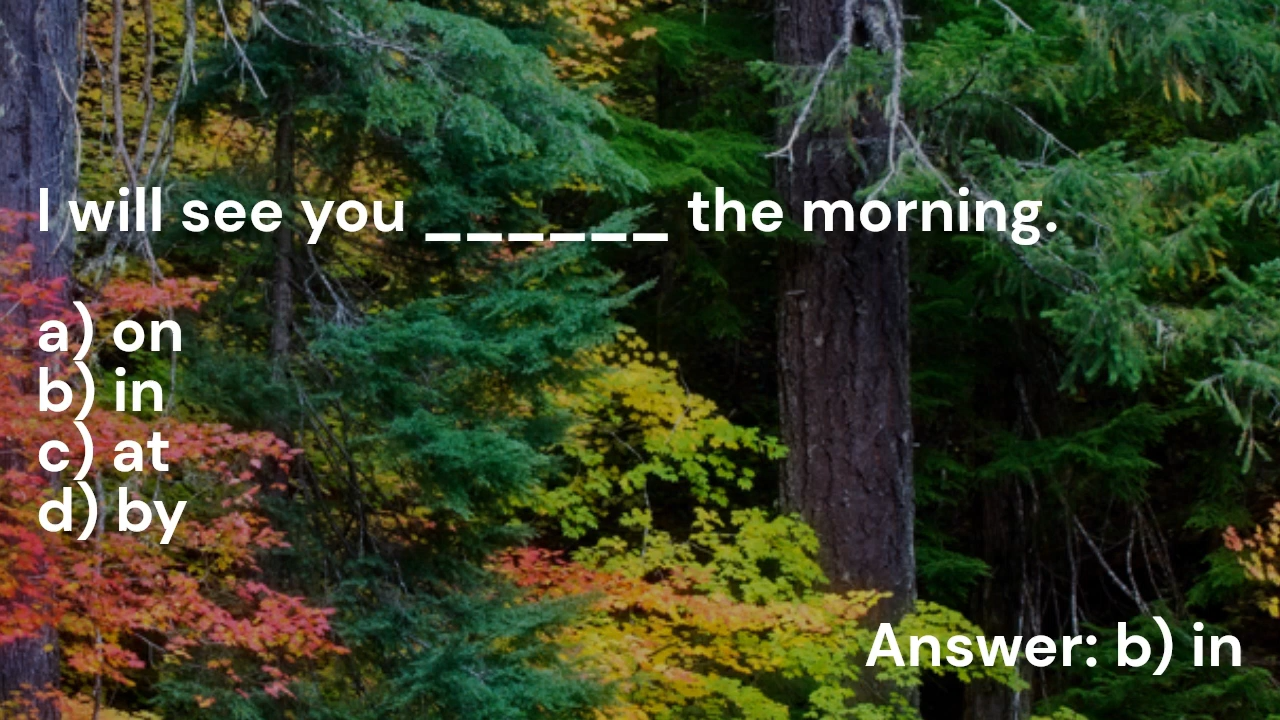 I will see you ______ the morning.
a) on
b) in
c) at
d) by
Answer: b) in